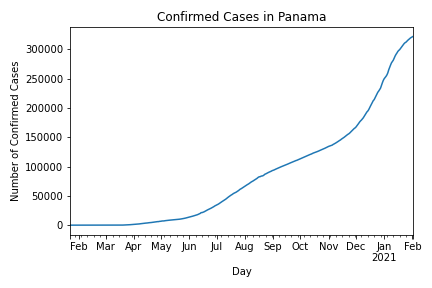 Confirmed Cases in Panama
Number of Confirmed Cases
300000
250000
200000
150000
100000
50000
0
Feb Mar Apr May Jun Jul Aug Sep Oct Nov Dec Jan Feb
2021
Day